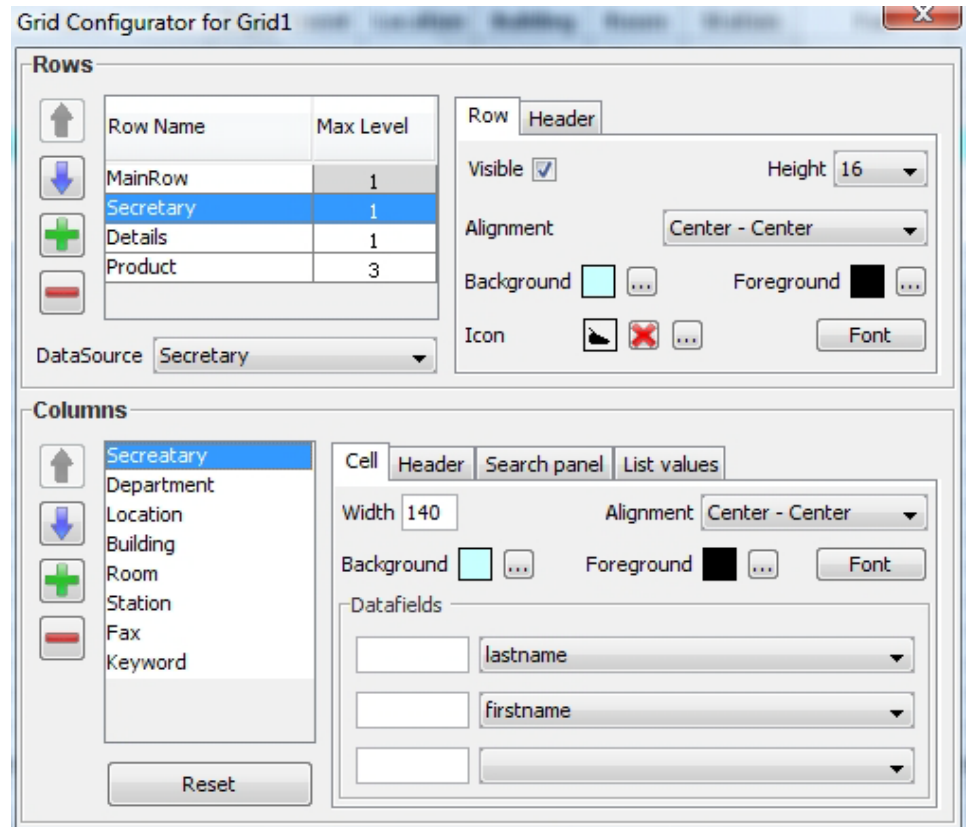 Grid Configurator for Grid1
Rows
Row Name Max Level
MainRow 1
Secretary 1
Details 1
Product 3
DataSource Secretary
Row Header
Visible Height 16
Alignment Center - Center
Background ... Foreground ...
Icon ... Font
Columns
Secreatary
Department
Location
Building
Room
Station
Fax
Keyword
Reset
Cell Header Search panel List values
Width 140 Alignment Center - Center
Background ... Foreground ... Font
Datafields
lastname
firstname